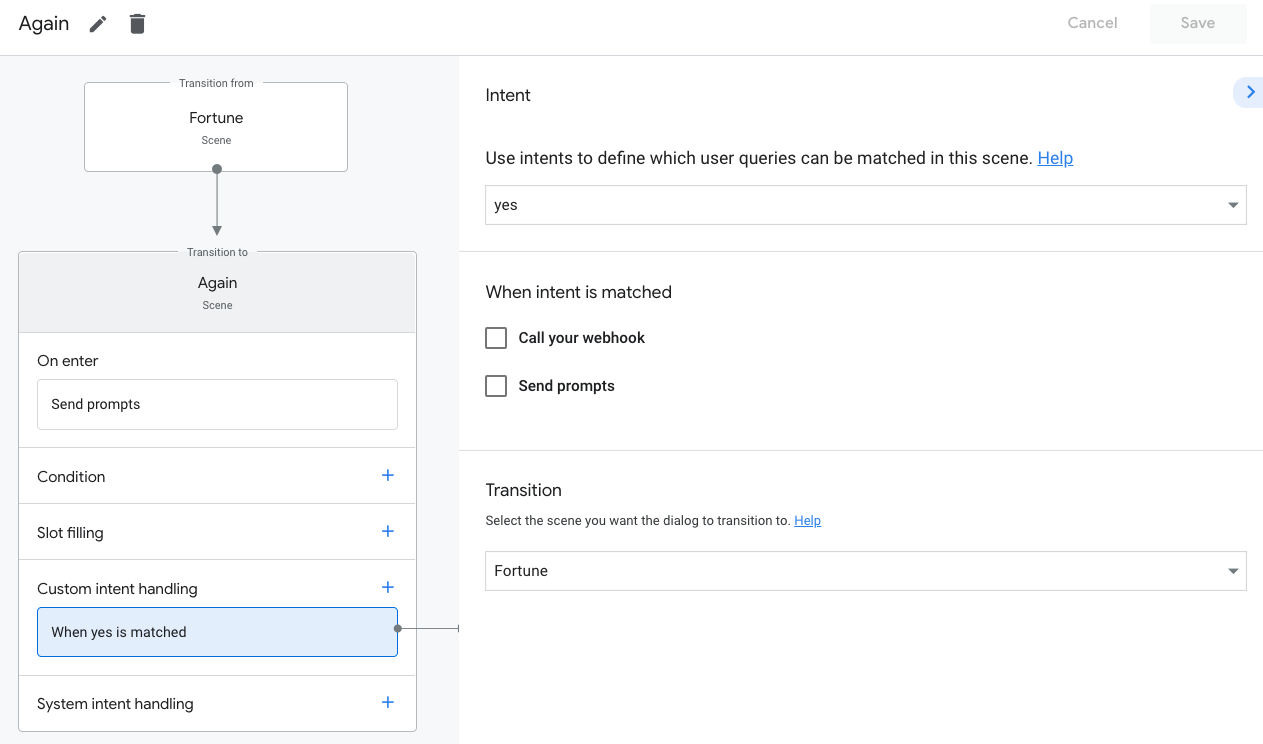 Again
Cancel
Save
Transition from
Fortune
Scene
Transition to
Again
Scene
On enter
Send prompts
Condition
Slot filling
Custom intent handling
When yes is matched
System intent handling
Intent
Use intents to define which user queries can be matched in this scene. Help
yes
When intent is matched
Call your webhook
Send prompts
Transition
Select the scene you want the dialog to transition to. Help
Fortune